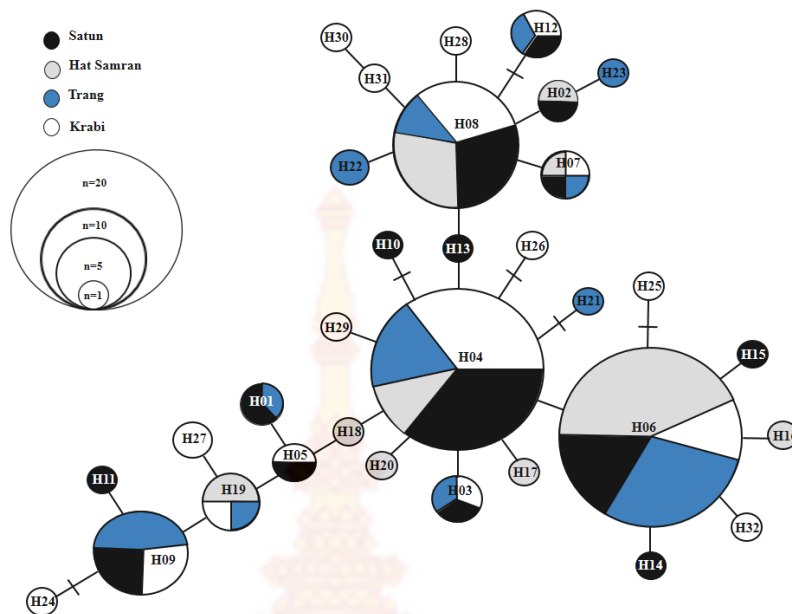 Satun
Hat Samran
Trang
Krabi
n=20
n=10
n=5
n=1
H12
H30
H28
H31
H23
H02
H08
H07
H22
H10
H13
H26
H25
H21
H29
H04
H15
H01
H18
H06
H16
H27
H05
H20
H17
H11
H19
H03
H32
H09
H14
H24